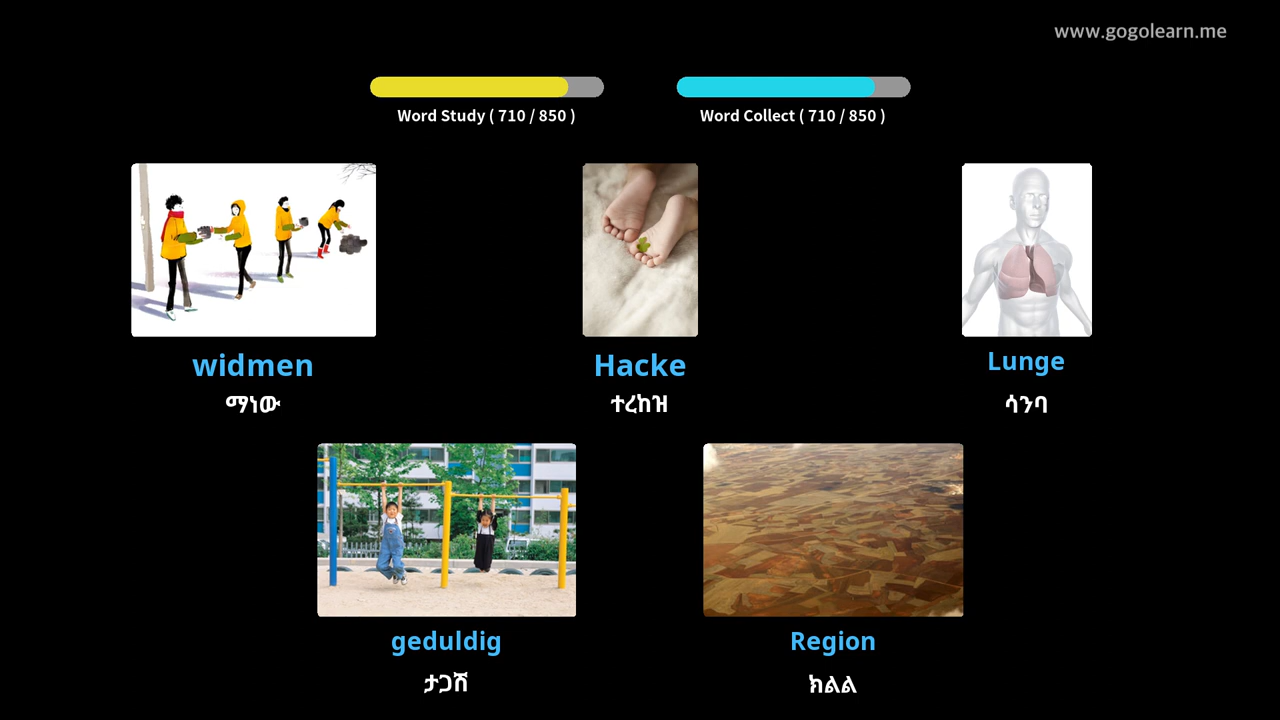 www.gogolearn.me
Word Study ( 710 / 850 )
Word Collect ( 710 / 850 )
widmen
ማነው
Hacke
ተረከዝ
Lunge
ሳንባ
geduldig
ታጋሽ
Region
ክልል